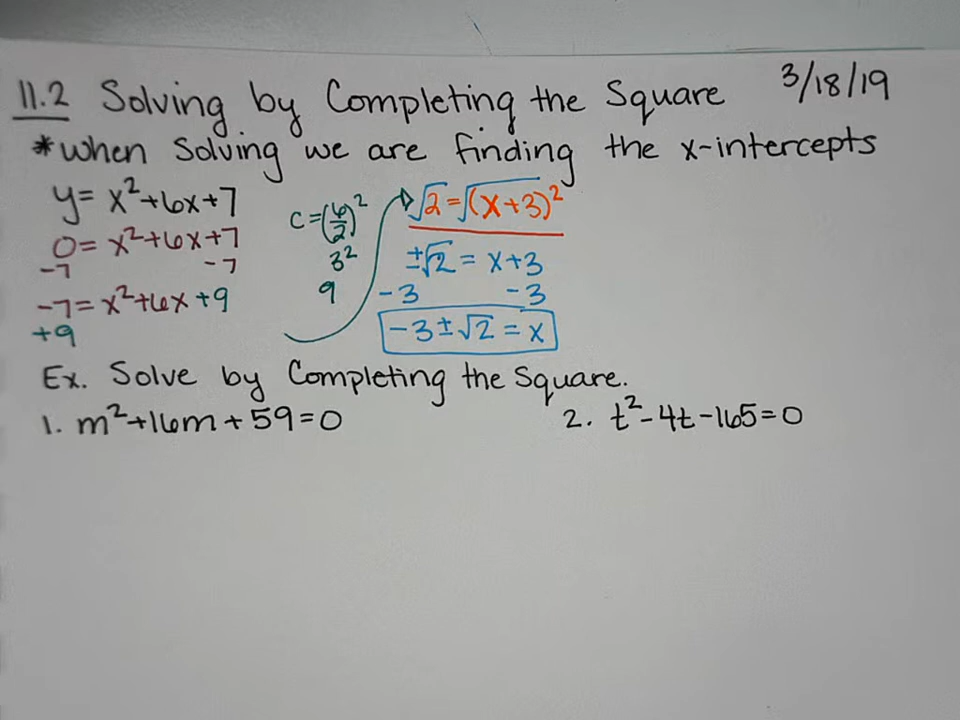 11.2 Solving by Completing the Square 3/18/19
*when solving we are finding the x-intercepts
y=x²+6x+7
0=x²+6x+7
-7 -7
-7=x²+6x+9
+9
c=(6/2)²
3²
9
√2=√(x+3)²
±√2=x+3
-3 -3
-3±√2=x
Ex. Solve by Completing the Square.
1. m²+16m+59=0
2. t²-4t-165=0